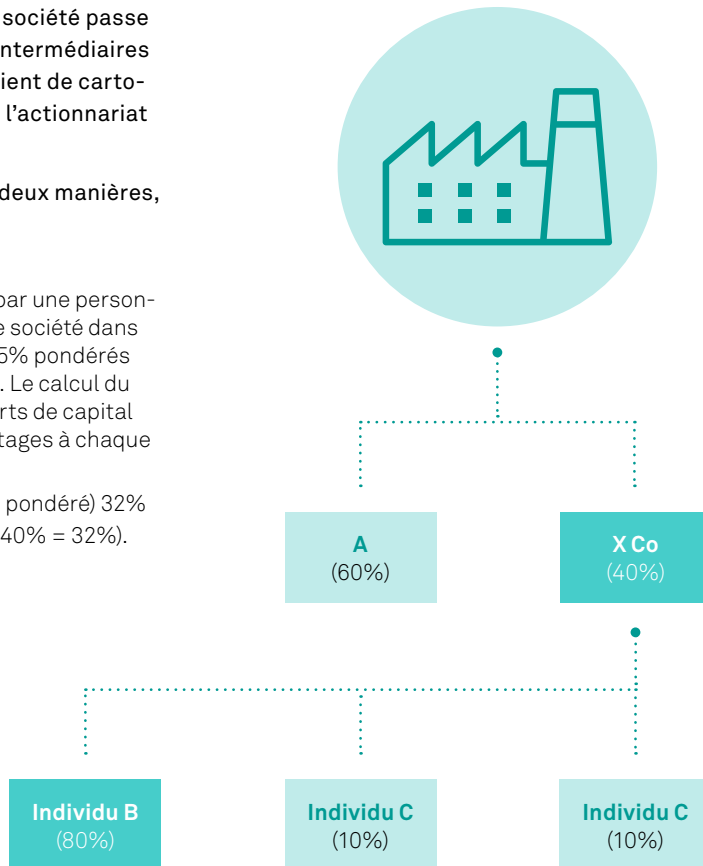 société passe
ntermédiaires
ient de carto-
l’actionnariat
deux manières,
par une person-
e société dans
5% pondérés
. Le calcul du
rts de capital
tages à chaque
pondéré) 32%
40% = 32%).
A
(60%)
X Co
(40%)
Individu B
(80%)
Individu C
(10%)
Individu C
(10%)